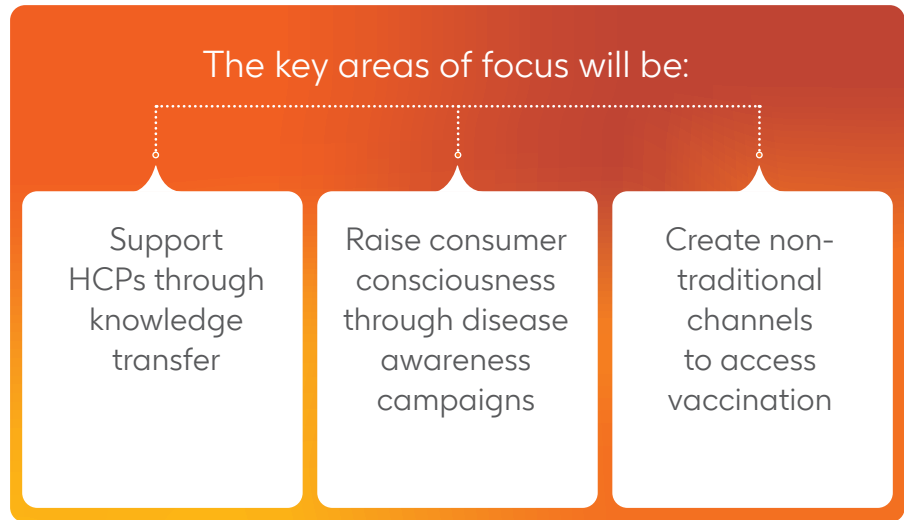 The key areas of focus will be:
Support
HCPs through
knowledge
transfer
Raise consumer
consciousness
through disease
awareness
campaigns
Create non-
traditional
channels
to access
vaccination